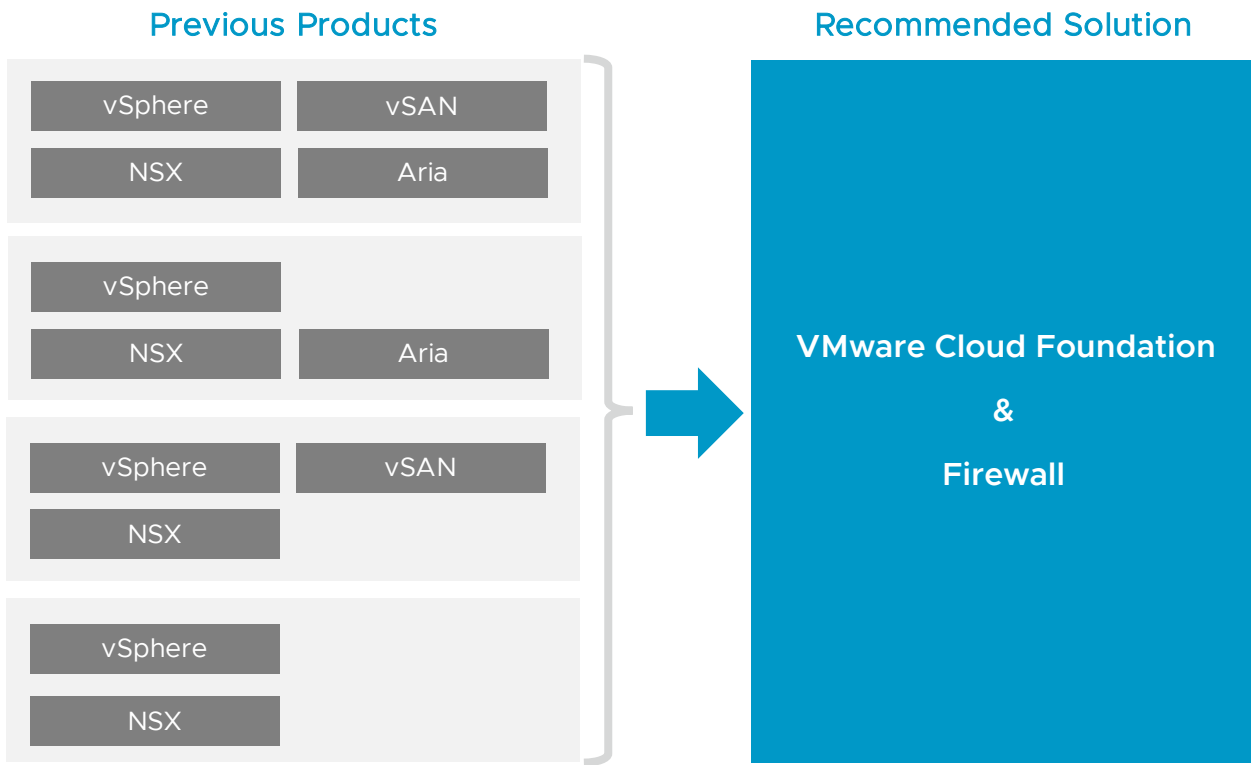 Previous Products
Recommended Solution
vSphere
vSAN
NSX
Aria
vSphere
NSX
Aria
vSphere
vSAN
NSX
vSphere
NSX
VMware Cloud Foundation
&
Firewall